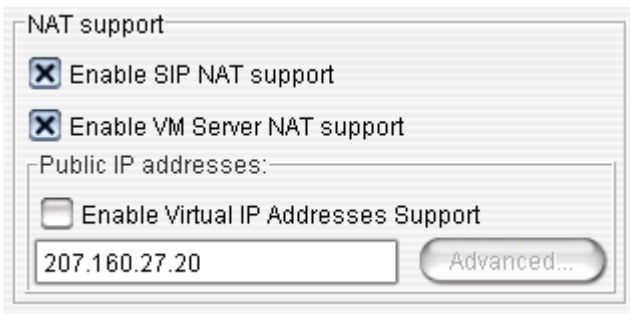 NAT support
Enable SIP NAT support
Enable VM Server NAT support
Public IP addresses:
Enable Virtual IP Addresses Support
207.160.27.20 Advanced...